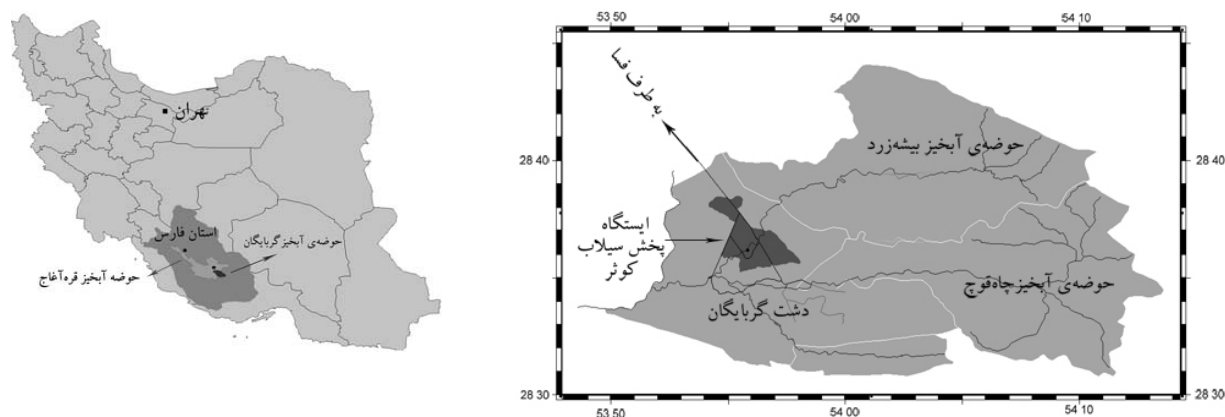 تهران
استان فارس
حوضه‌ی آبخیز گربایگان
حوضه آبخیز قره‌آغاج
53 50
54 00
54 10
به طرف فسا
حوضه‌ی آبخیز بیشه‌زرد
28 40
28 40
ایستگاه
پخش سیلاب
کوثر
حوضه‌ی آبخیز چاه‌قوچ
دشت گربایگان
28 30
28 30
53 50
54 00
54 10